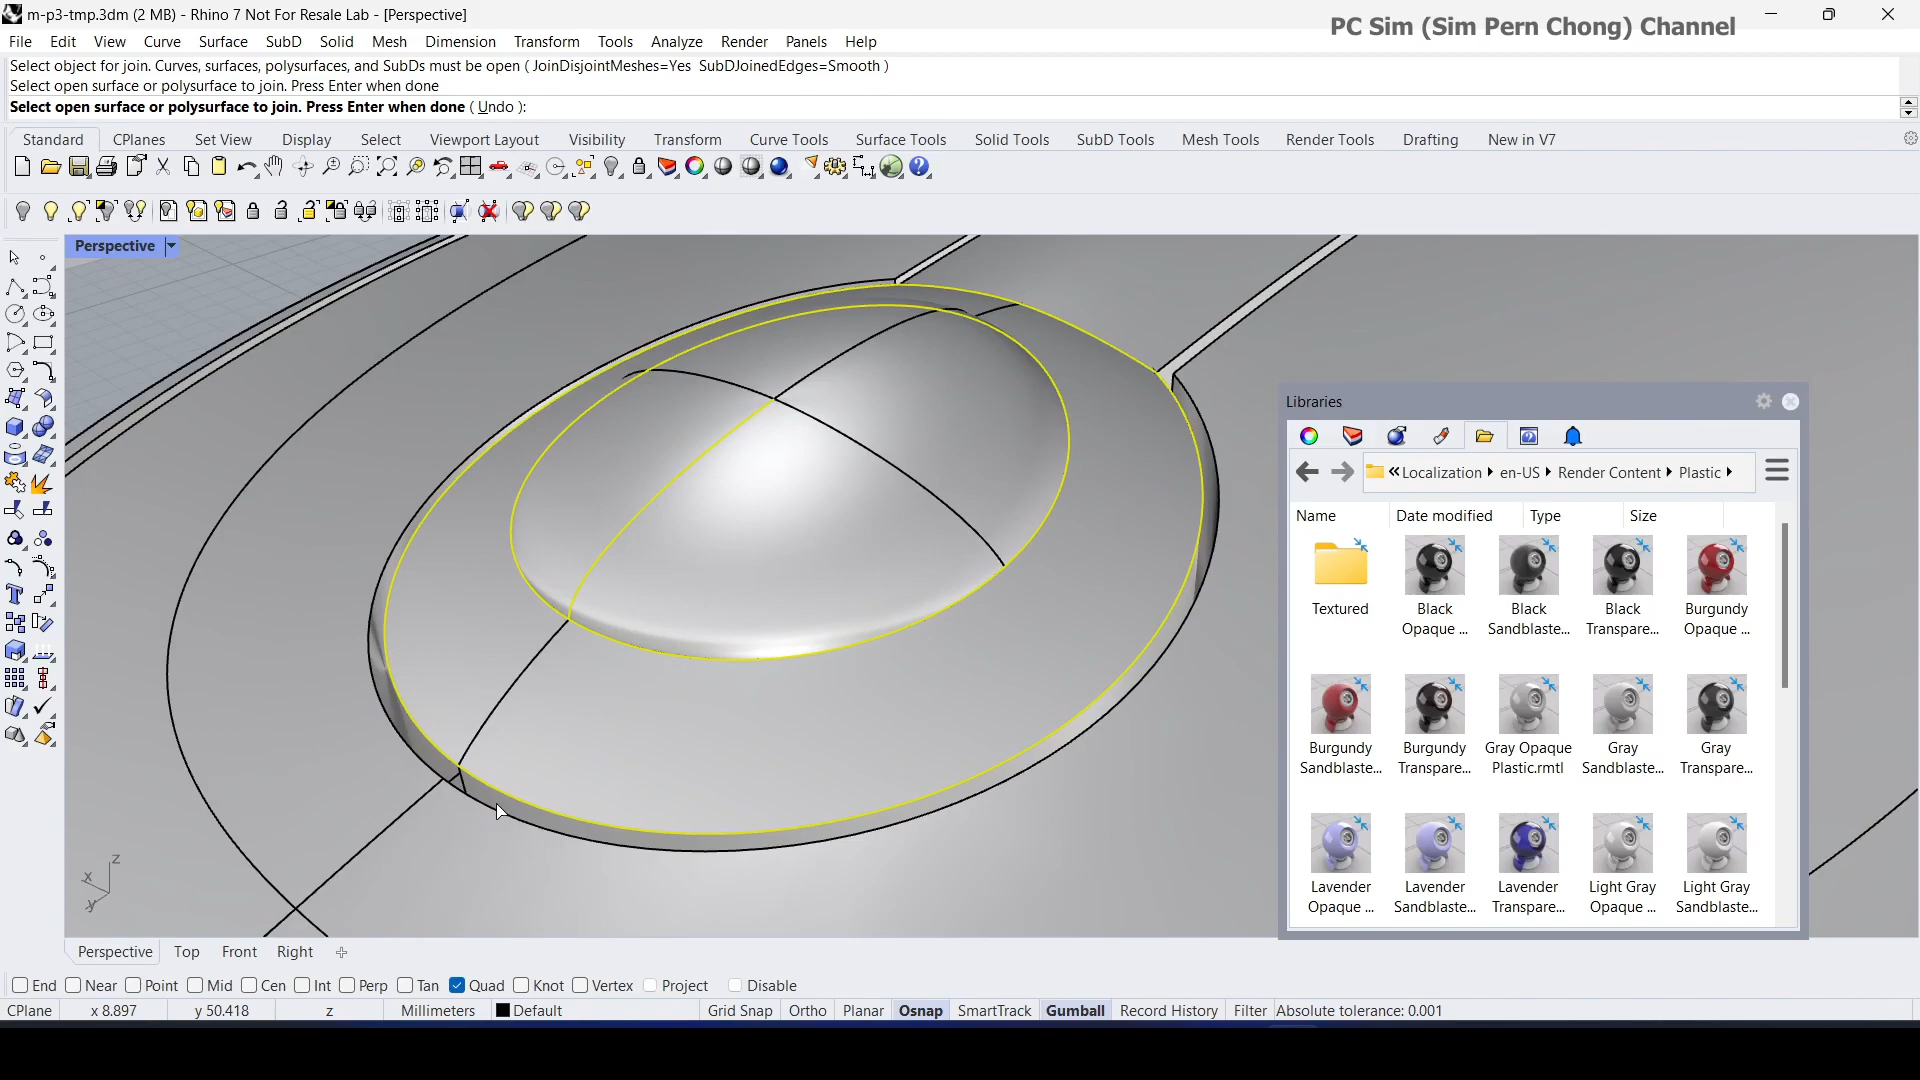 m-p3-tmp.3dm (2 MB) - Rhino 7 Not For Resale Lab - [Perspective]
PC Sim (Sim Pern Chong) Channel
File Edit View Curve Surface SubD Solid Mesh Dimension Transform Tools Analyze Render Panels Help
Select object for join. Curves, surfaces, polysurfaces, and SubDs must be open ( JoinDisjointMeshes=Yes SubDJoinedEdges=Smooth )
Select open surface or polysurface to join. Press Enter when done
Select open surface or polysurface to join. Press Enter when done ( Undo ):
Standard CPlanes Set View Display Select Viewport Layout Visibility Transform Curve Tools Surface Tools Solid Tools SubD Tools Mesh Tools Render Tools Drafting New in V7
Perspective
Libraries
« Localization en-US Render Content Plastic
Name Date modified Type Size
Textured
Black Opaque ...
Black Sandblaste...
Black Transpare...
Burgundy Opaque ...
Burgundy Sandblaste...
Burgundy Transpare...
Gray Opaque Plastic.rmtl
Gray Sandblaste...
Gray Transpare...
Lavender Opaque ...
Lavender Sandblaste...
Lavender Transpare...
Light Gray Opaque ...
Light Gray Sandblaste...
z
x
y
Perspective Top Front Right
End Near Point Mid Cen Int Perp Tan Quad Knot Vertex Project Disable
CPlane x 8.897 y 50.418 z Millimeters Default Grid Snap Ortho Planar Osnap SmartTrack Gumball Record History Filter Absolute tolerance: 0.001